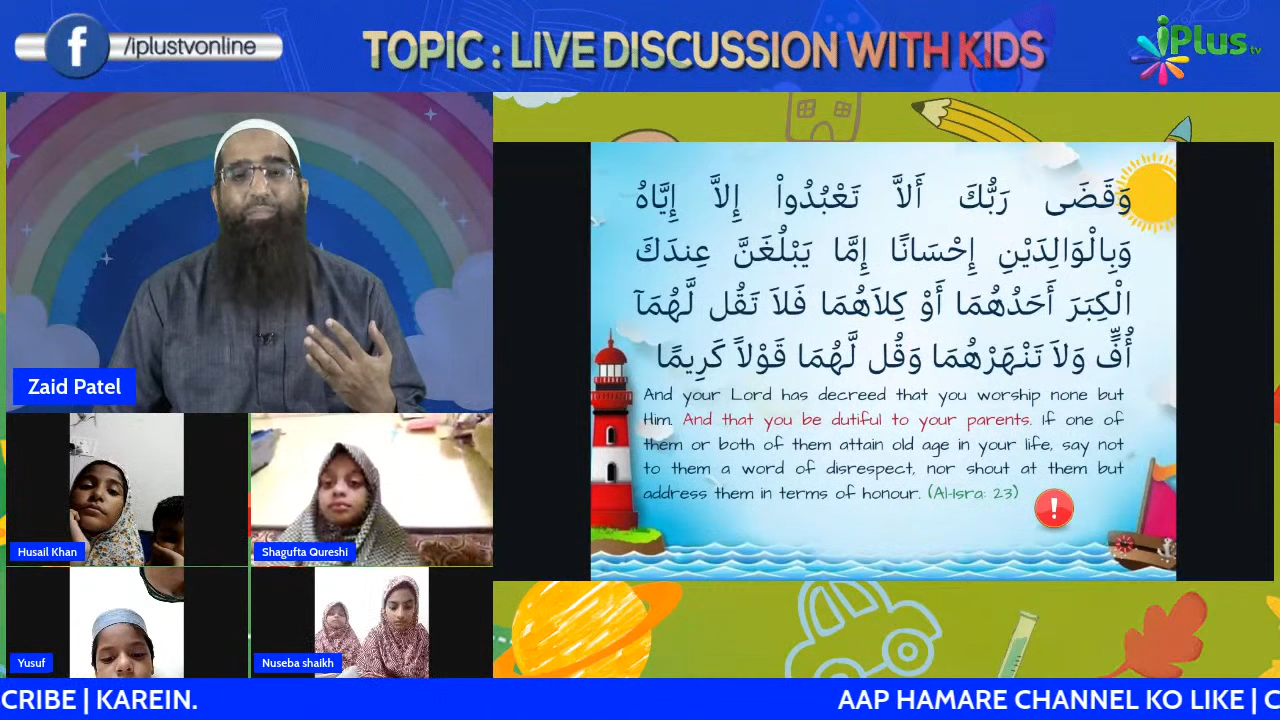 /iplustvonline
TOPIC : LIVE DISCUSSION WITH KIDS
iPlus tv
Zaid Patel
Husail Khan
Shagufta Qureshi
Yusuf
Nuseba shaikh
وَقَضَى رَبُّكَ أَلاَّ تَعْبُدُواْ إِلاَّ إِيَّاهُ
وَبِالْوَالِدَيْنِ إِحْسَانًا إِمَّا يَبْلُغَنَّ عِندَكَ
الْكِبَرَ أَحَدُهُمَا أَوْ كِلاَهُمَا فَلاَ تَقُل لَّهُمَآ
أُفٍّ وَلاَ تَنْهَرْهُمَا وَقُل لَّهُمَا قَوْلاً كَرِيمًا
And your Lord has decreed that you worship none but
Him. And that you be dutiful to your parents. If one of
them or both of them attain old age in your life, say not
to them a word of disrespect, nor shout at them but
address them in terms of honour. (Al-Isra: 23)
CRIBE | KAREIN. AAP HAMARE CHANNEL KO LIKE | C